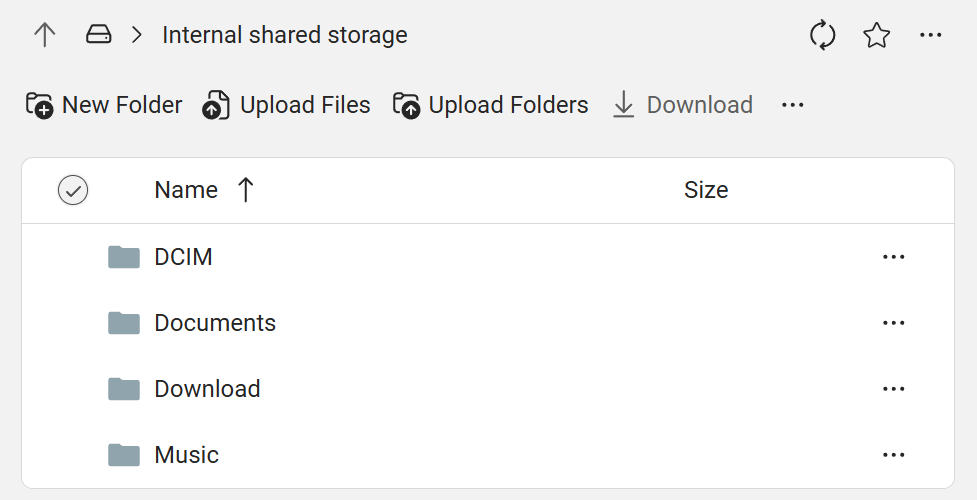 Internal shared storage
New Folder Upload Files Upload Folders Download
Name Size
DCIM
Documents
Download
Music